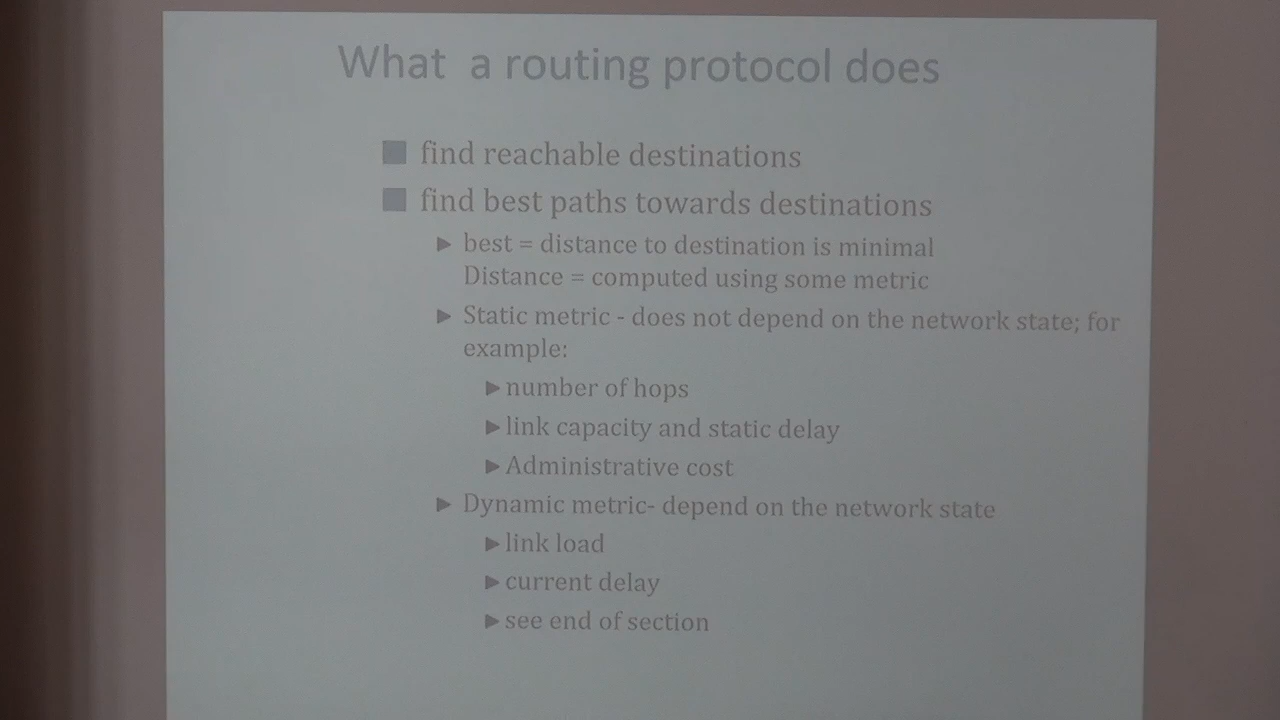 What a routing protocol does
find reachable destinations
find best paths towards destinations
best = distance to destination is minimal
Distance = computed using some metric
Static metric - does not depend on the network state; for
example:
number of hops
link capacity and static delay
Administrative cost
Dynamic metric- depend on the network state
link load
current delay
see end of section